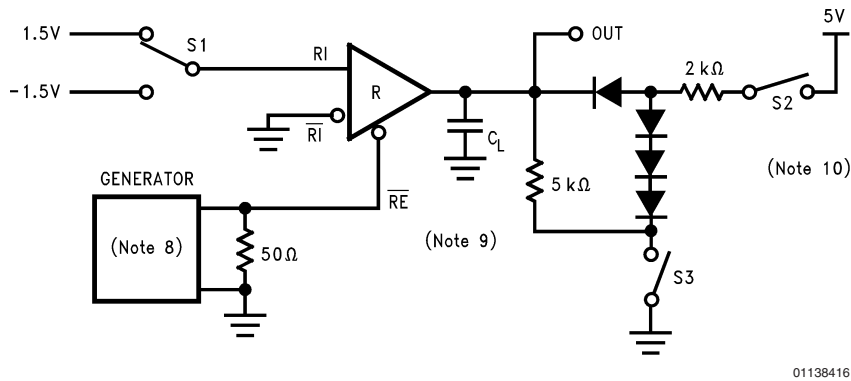 5V
1.5V
S1
OUT
RI
2 kΩ
R
S2
-1.5V
RI
CL
(Note 10)
GENERATOR
RE
5 kΩ
(Note 8)
50Ω
(Note 9)
S3
01138416